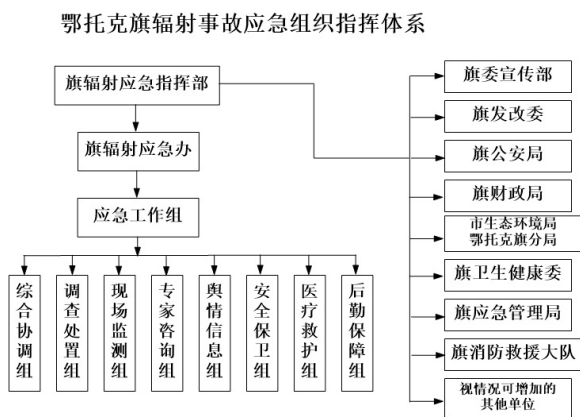 鄂托克旗辐射事故应急组织指挥体系
旗辐射应急指挥部
旗辐射应急办
应急工作组
综合协调组
调查处置组
现场监测组
专家咨询组
舆情信息组
安全保卫组
医疗救护组
后勤保障组
旗委宣传部
旗发改委
旗公安局
旗财政局
市生态环境局
鄂托克旗分局
旗卫生健康委
旗应急管理局
旗消防救援大队
视情况可增加的
其他单位